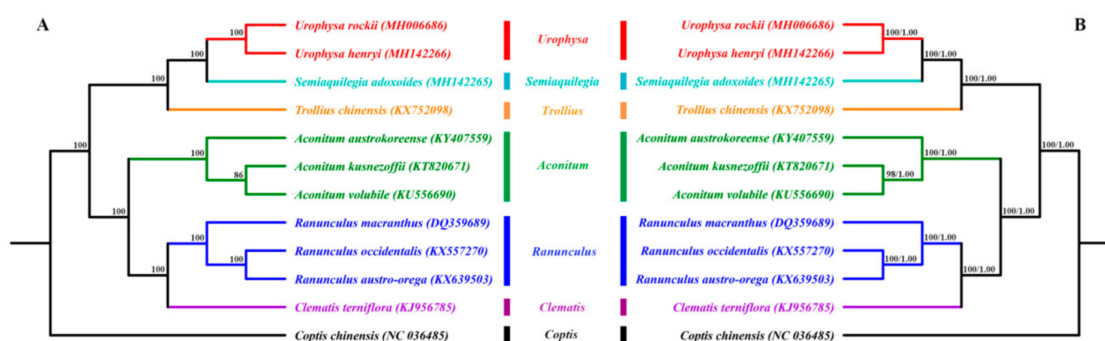 A
B
Urophysa rockii (MH006686)
Urophysa henryi (MH142266)
Semiaquilegia adoxoides (MH142265)
Trollius chinensis (KX752098)
Aconitum austrokoreense (KY407559)
Aconitum kusnezoffii (KT820671)
Aconitum volubile (KU556690)
Ranunculus macranthus (DQ359689)
Ranunculus occidentalis (KX557270)
Ranunculus austro-orega (KX639503)
Clematis terniflora (KJ956785)
Coptis chinensis (NC 036485)
100
100
100
100
100
86
100
100
100
Urophysa
Semiaquilegia
Trollius
Aconitum
Ranunculus
Clematis
Coptis
Urophysa rockii (MH006686)
Urophysa henryi (MH142266)
Semiaquilegia adoxoides (MH142265)
Trollius chinensis (KX752098)
Aconitum austrokoreense (KY407559)
Aconitum kusnezoffii (KT820671)
Aconitum volubile (KU556690)
Ranunculus macranthus (DQ359689)
Ranunculus occidentalis (KX557270)
Ranunculus austro-orega (KX639503)
Clematis terniflora (KJ956785)
Coptis chinensis (NC 036485)
100/1.00
100/1.00
100/1.00
100/1.00
98/1.00
100/1.00
100/1.00
100/1.00
100/1.00
100/1.00